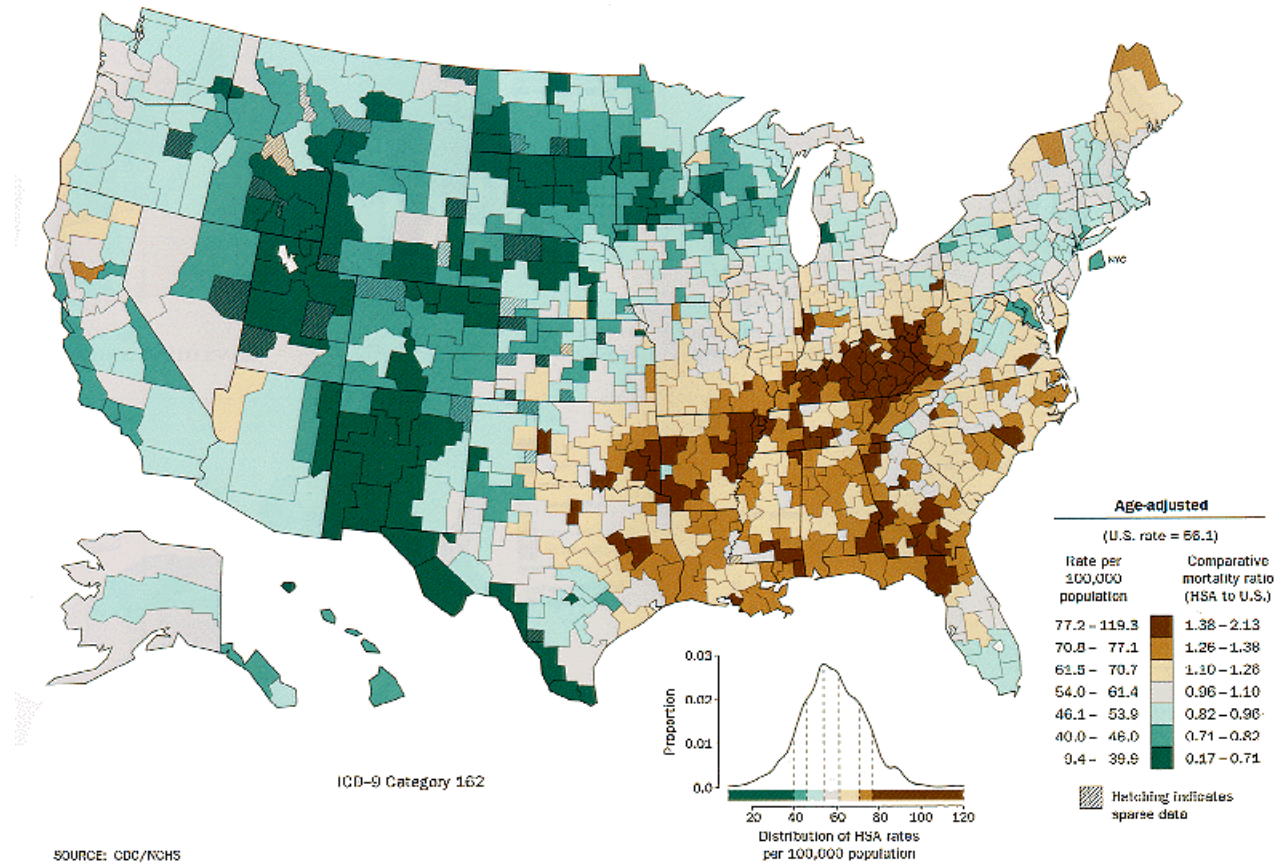 NYC
Age-adjusted
(U.S. rate = 56.1)
Rate per 100,000 population
Comparative mortality ratio (HSA to U.S.)
77.2 – 119.3 1.38 – 2.13
70.8 – 77.1 1.26 – 1.38
61.5 – 70.7 1.10 – 1.26
54.0 – 61.4 0.96 – 1.10
46.1 – 53.9 0.82 – 0.96
40.0 – 46.0 0.71 – 0.82
9.4 – 39.9 0.17 – 0.71
Hatching indicates
sparse data
0.03
0.02
0.01
0.0
Proportion
20 40 60 80 100 120
Distribution of HSA rates
per 100,000 population
ICD–9 Category 162
SOURCE: CDC/NCHS